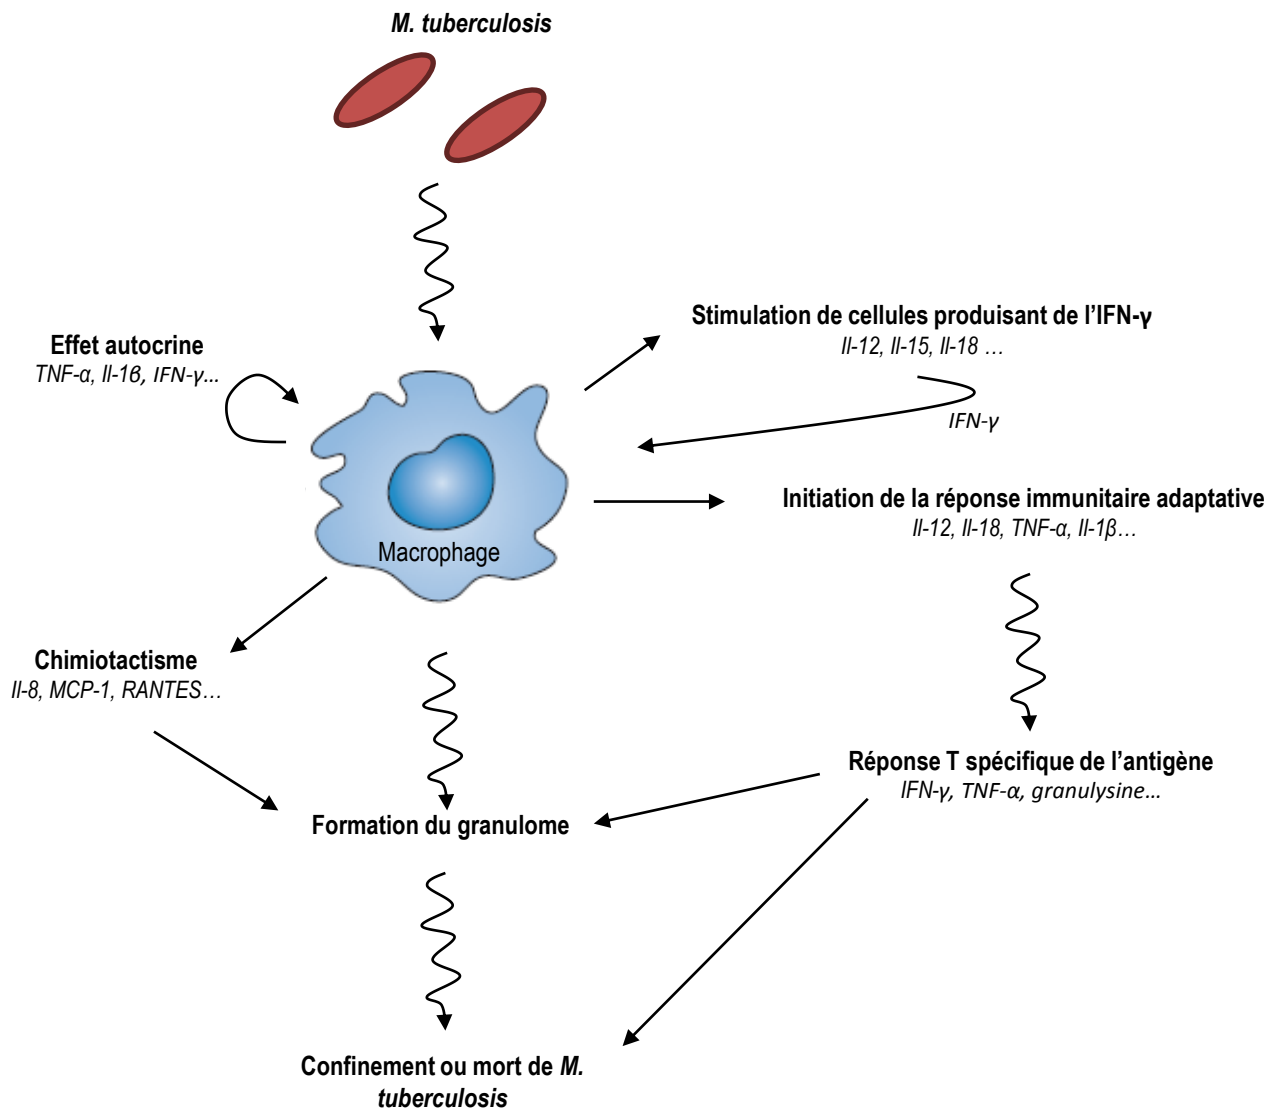 M. tuberculosis
Stimulation de cellules produisant de l’IFN-γ
Il-12, Il-15, Il-18 …
Effet autocrine
TNF-α, Il-1β, IFN-γ…
IFN-γ
Initiation de la réponse immunitaire adaptative
Il-12, Il-18, TNF-α, Il-1β…
Macrophage
Chimiotactisme
Il-8, MCP-1, RANTES…
Réponse T spécifique de l’antigène
IFN-γ, TNF-α, granulysine…
Formation du granulome
Confinement ou mort de M.
tuberculosis